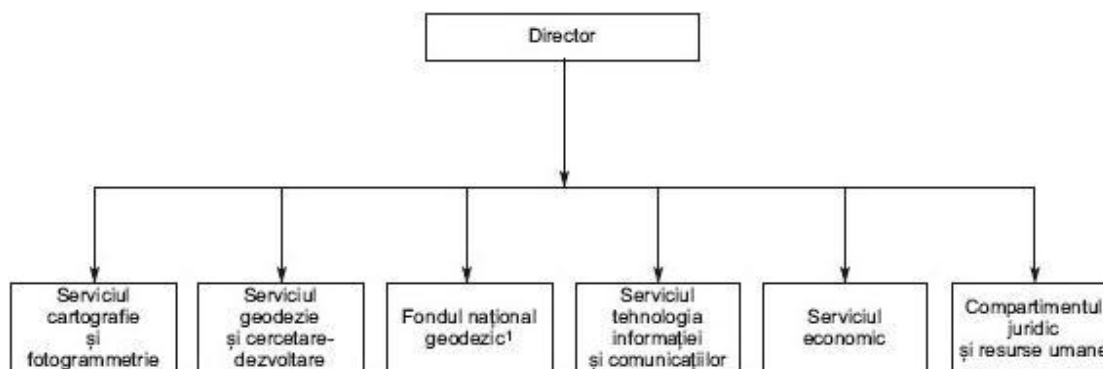 Director
Serviciul
cartografie
și
fotogrammetrie
Serviciul
geodezie
și cercetare-
dezvoltare
Fondul național
geodezic¹
Serviciul
tehnologia
informației
și comunicațiilor
Serviciul
economic
Compartimentul
juridic
și resurse umane